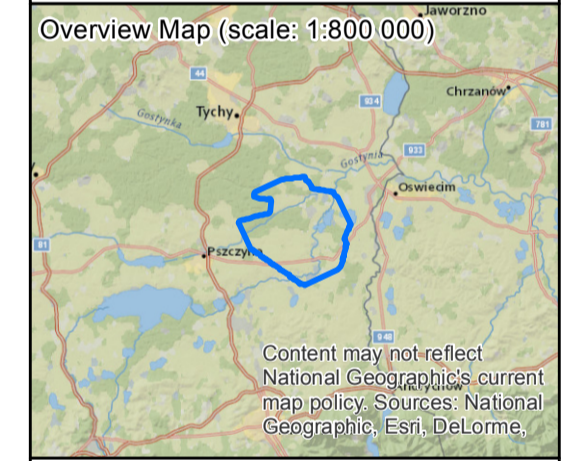 Jaworzno
Overview Map (scale: 1:800 000)
44
934
Chrzanów
Tychy
Gostynka
781
933
Gostynia
Oswiecim
81
Pszczyna
948
Content may not reflect
National Geographic's current
map policy. Sources: National
Geographic, Esri, DeLorme,